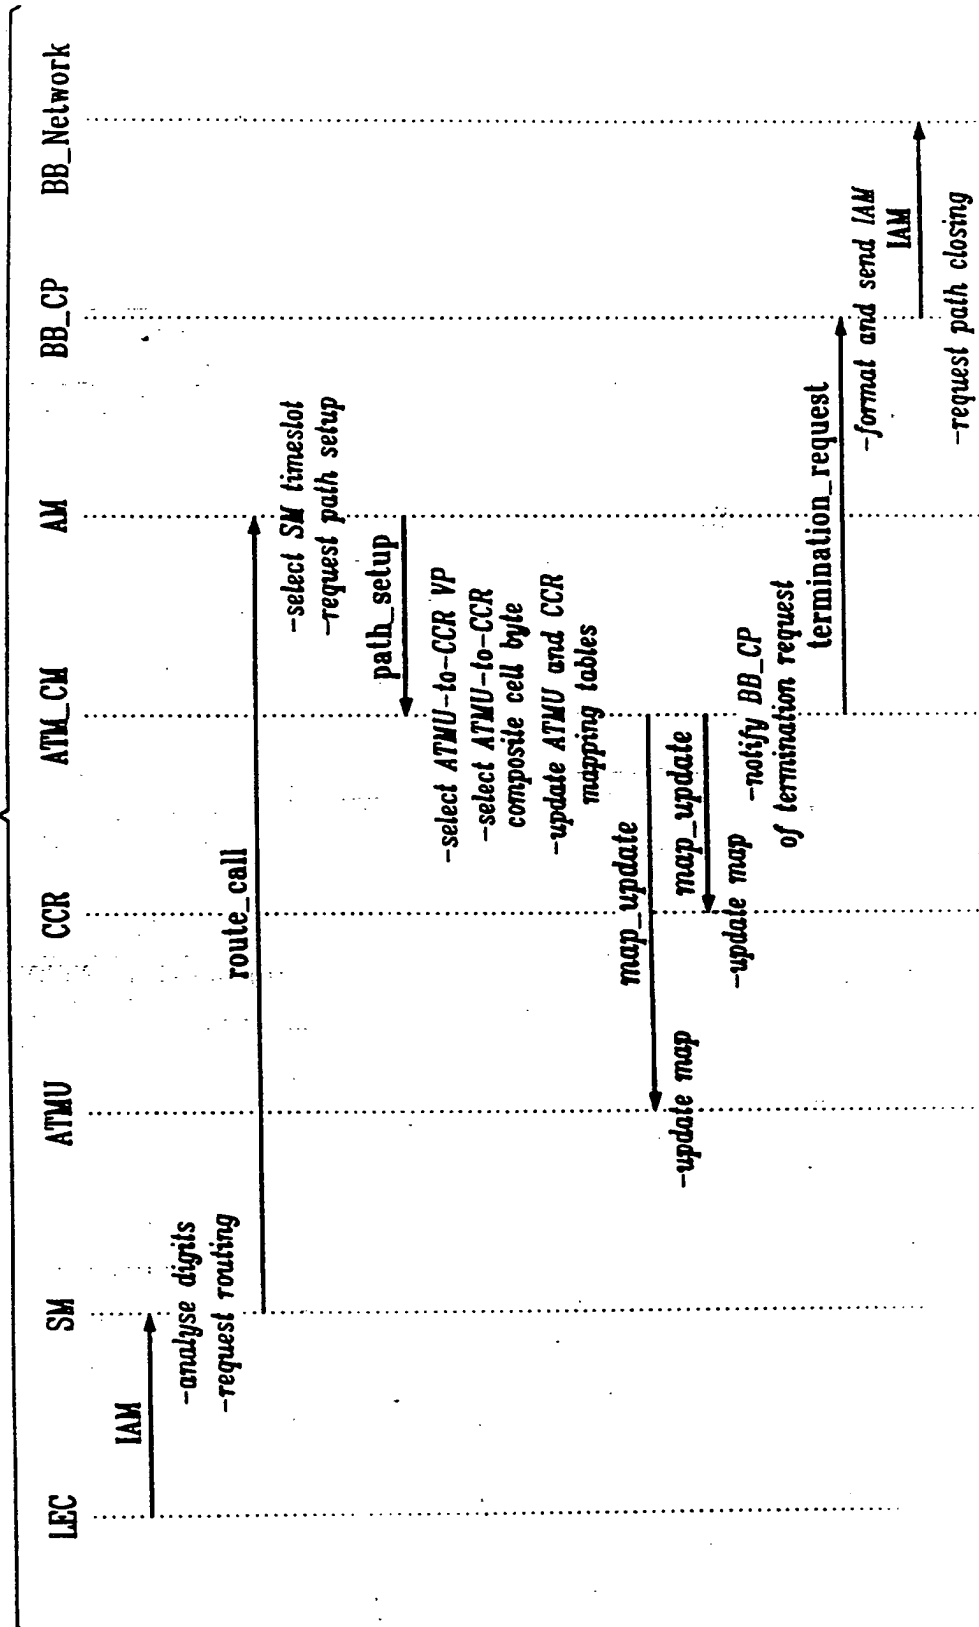 LEC SM ATMU CCR ATM_CM AM BB_CP BB_Network
IAM
-analyse digits
-request routing
route_call
-select SM timeslot
-request path setup
path_setup
-select ATMU-to-CCR VP
-select ATMU-to-CCR
composite cell byte
-update ATMU and CCR
mapping tables
map_update
-update map
map_update
-update map
-notify BB_CP
of termination request
termination_request
-format and send IAM
IAM
-request path closing